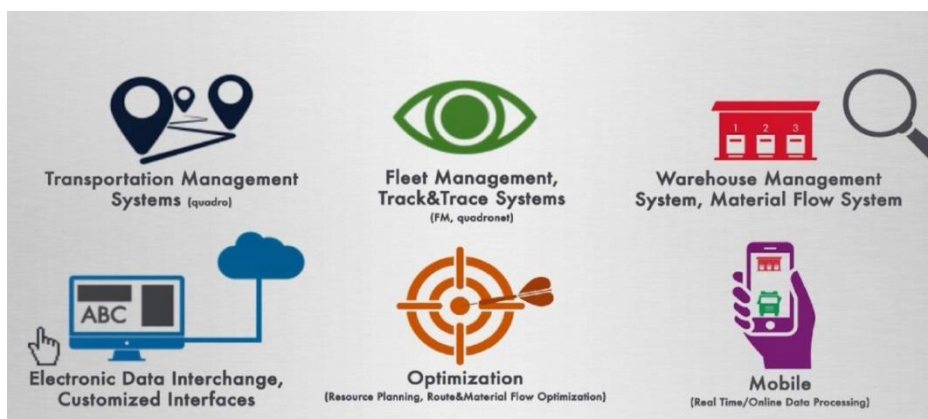 Transportation Management
Systems (quadro)
Fleet Management,
Track&Trace Systems
(FM, quadronet)
1 2 3
Warehouse Management
System, Material Flow System
ABC
Electronic Data Interchange,
Customized Interfaces
Optimization
(Resource Planning, Route&Material Flow Optimization)
Mobile
(Real Time/Online Data Processing)